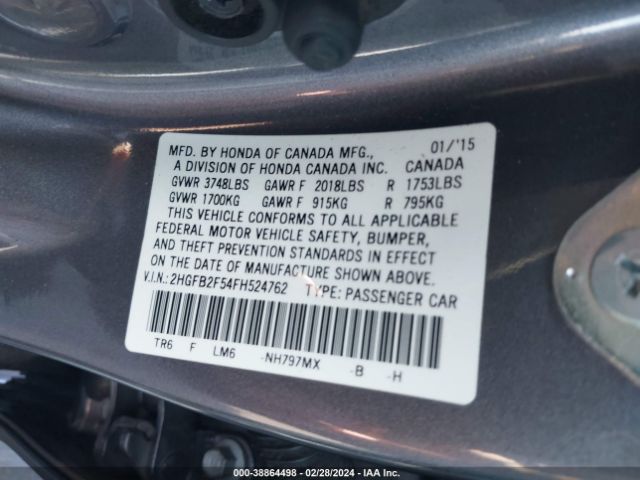 MFD. BY HONDA OF CANADA MFG., 01/'15
A DIVISION OF HONDA CANADA INC. CANADA
GVWR 3748LBS GAWR F 2018LBS R 1753LBS
GVWR 1700KG GAWR F 915KG R 795KG
THIS VEHICLE CONFORMS TO ALL APPLICABLE
FEDERAL MOTOR VEHICLE SAFETY, BUMPER,
AND THEFT PREVENTION STANDARDS IN EFFECT
ON THE DATE OF MANUFACTURE SHOWN ABOVE.
V.I.N.: 2HGFB2F54FH524762 TYPE: PASSENGER CAR
TR6 F LM6 -NH797MX -B -H
000-38864498 - 02/28/2024 - IAA Inc.